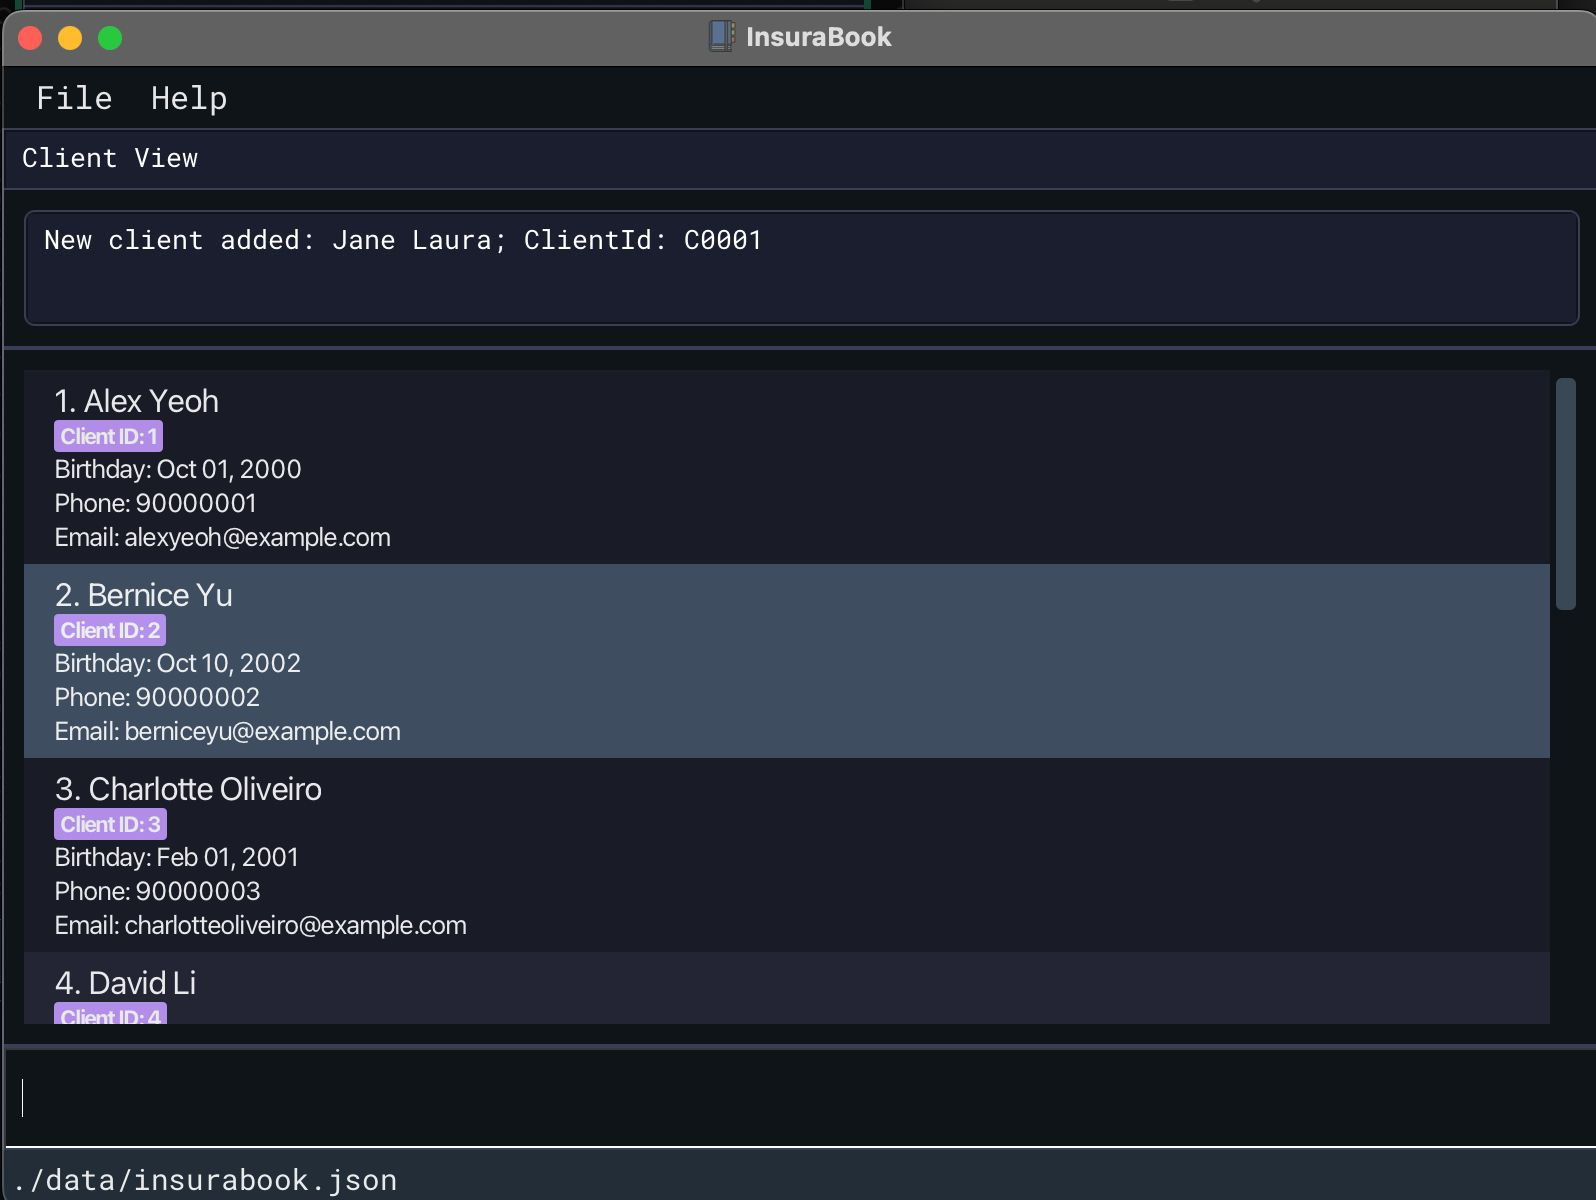 InsuraBook
File Help
Client View
New client added: Jane Laura; ClientId: C0001
1. Alex Yeoh
Client ID: 1
Birthday: Oct 01, 2000
Phone: 90000001
Email: alexyeoh@example.com
2. Bernice Yu
Client ID: 2
Birthday: Oct 10, 2002
Phone: 90000002
Email: berniceyu@example.com
3. Charlotte Oliveiro
Client ID: 3
Birthday: Feb 01, 2001
Phone: 90000003
Email: charlotteoliveiro@example.com
4. David Li
Client ID: 4
./data/insurabook.json